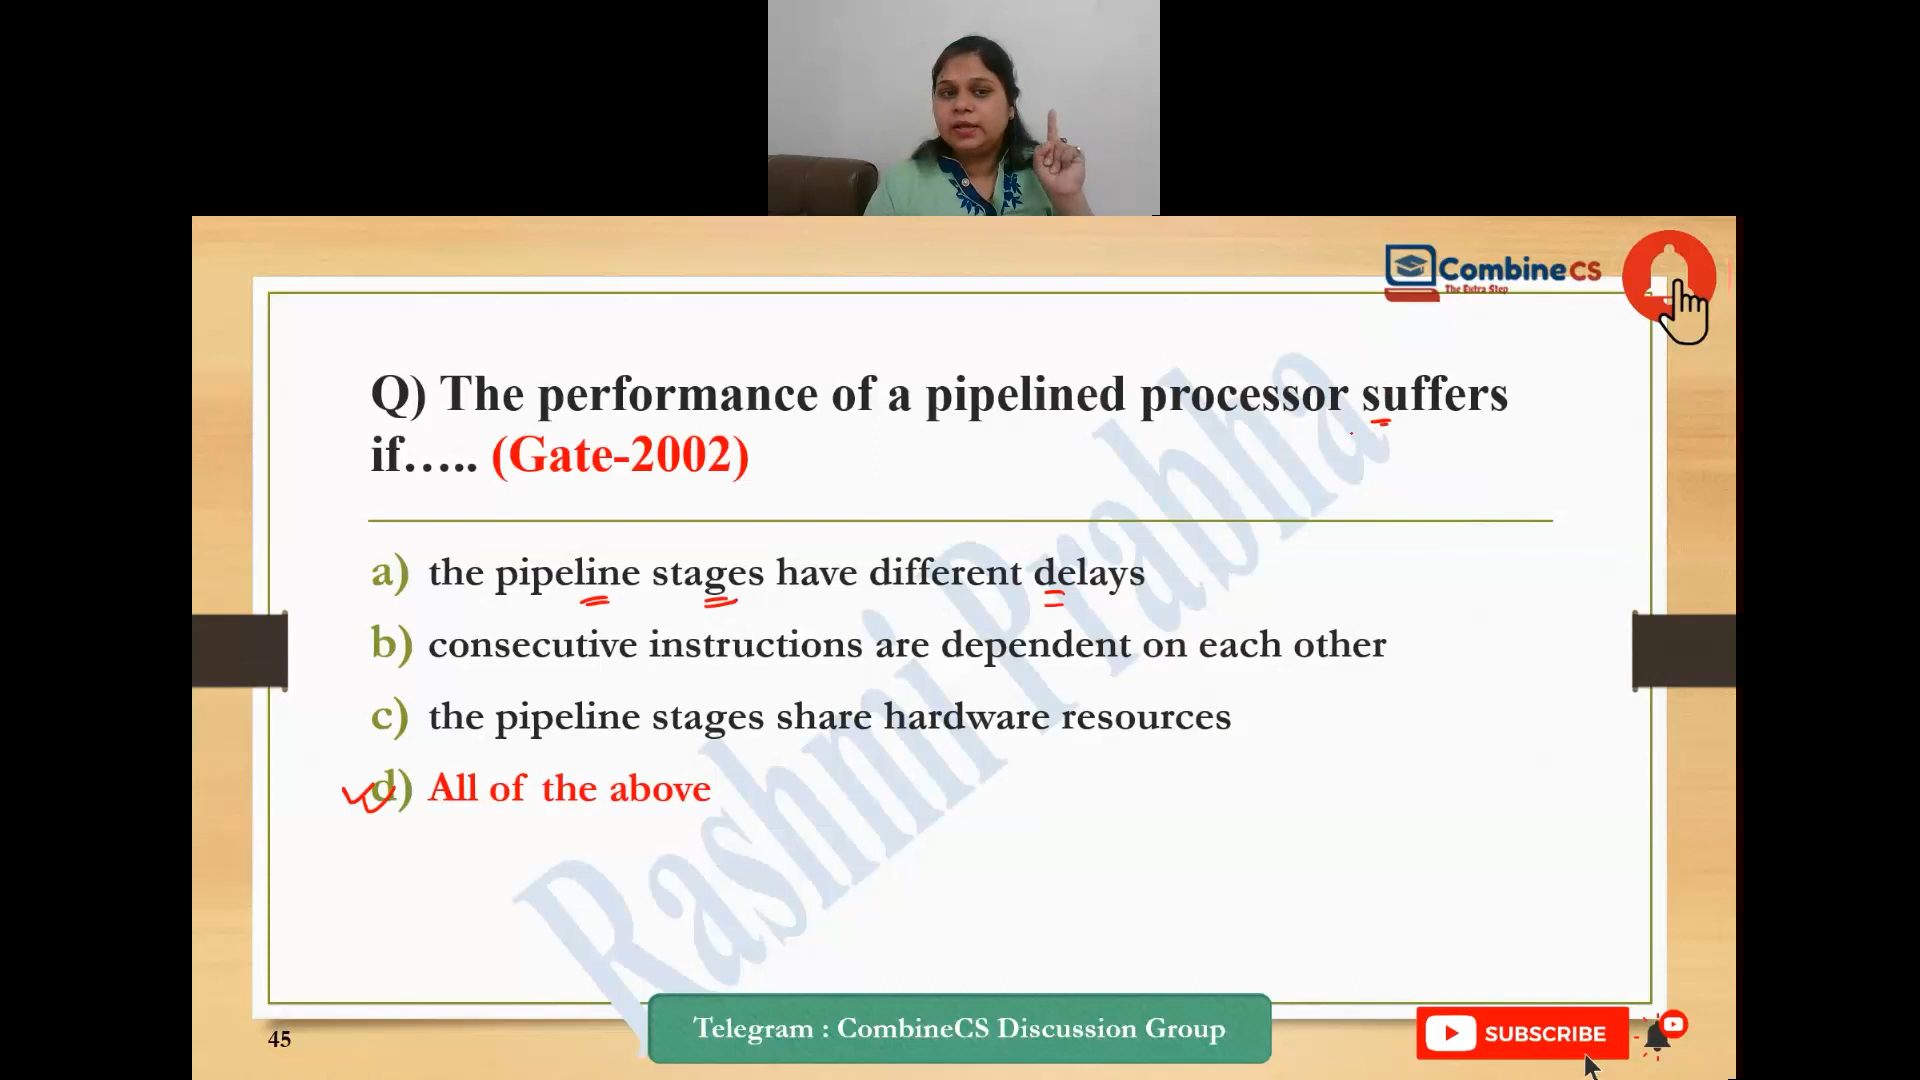 CombineCS
The Extra Step
Q) The performance of a pipelined processor suffers
if….. (Gate-2002)
a) the pipeline stages have different delays
b) consecutive instructions are dependent on each other
c) the pipeline stages share hardware resources
d) All of the above
Rashmi Prabha
Telegram : CombineCS Discussion Group
SUBSCRIBE
45